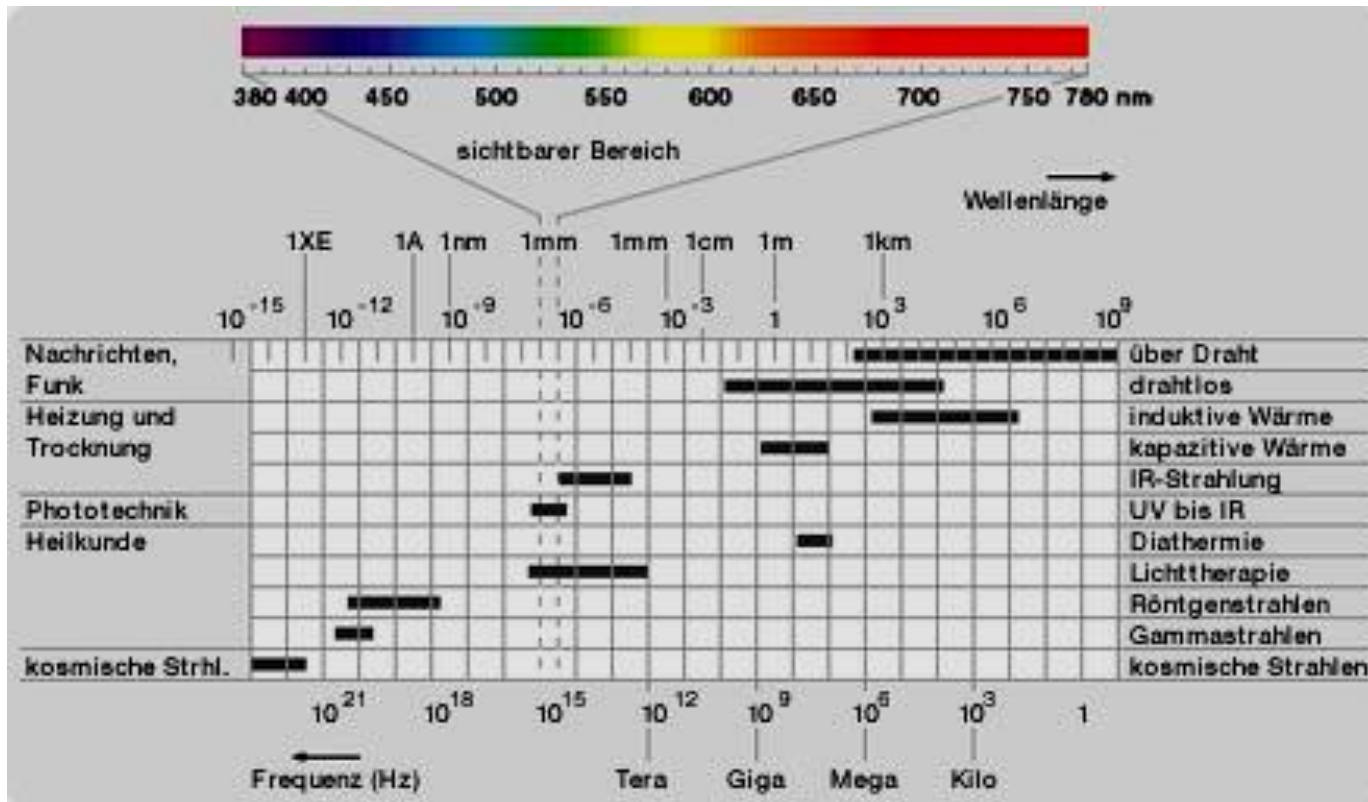 380 400 450 500 550 600 650 700 750 780 nm
sichtbarer Bereich
Wellenlänge
1XE 1A 1nm 1mm 1mm 1cm 1m 1km
10⁻¹⁵ 10⁻¹² 10⁻⁹ 10⁻⁶ 10⁻³ 1 10³ 10⁶ 10⁹
Nachrichten, über Draht
Funk drahtlos
Heizung und induktive Wärme
Trocknung kapazitive Wärme
IR-Strahlung
Phototechnik UV bis IR
Heilkunde Diathermie
Lichttherapie
Röntgenstrahlen
Gammastrahlen
kosmische Strhl. kosmische Strahlen
10²¹ 10¹⁸ 10¹⁵ 10¹² 10⁹ 10⁶ 10³ 1
Frequenz (Hz) Tera Giga Mega Kilo